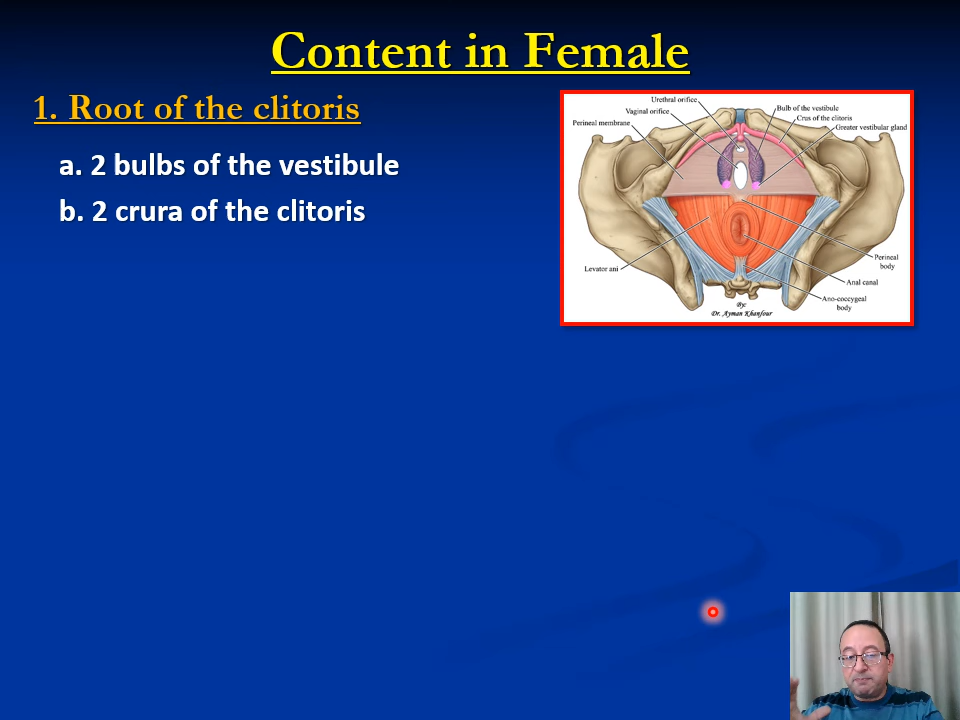 Content in Female
1. Root of the clitoris
a. 2 bulbs of the vestibule
b. 2 crura of the clitoris
Urethral orifice
Vaginal orifice
Perineal membrane
Bulb of the vestibule
Crus of the clitoris
Greater vestibular gland
Levator ani
Perineal
body
Anal canal
Ano-coccygeal
body
By:
Dr. Ayman Khanfour